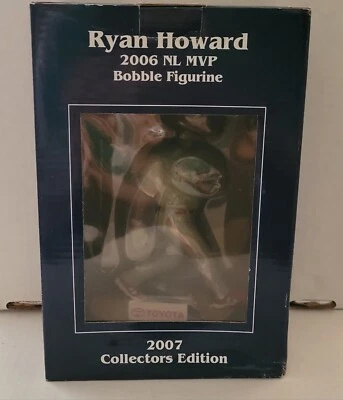 Ryan Howard
2006 NL MVP
Bobble Figurine
TOYOTA
2007
Collectors Edition